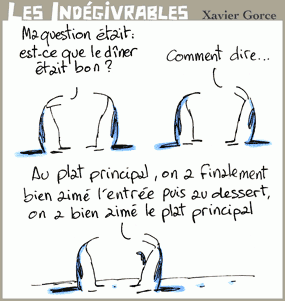 LES INDÉGIVRABLES
Xavier Gorce
Ma question était:
est-ce que le dîner
était bon ?
Comment dire...
Au plat principal, on a finalement
bien aimé l'entrée puis au dessert,
on a bien aimé le plat principal